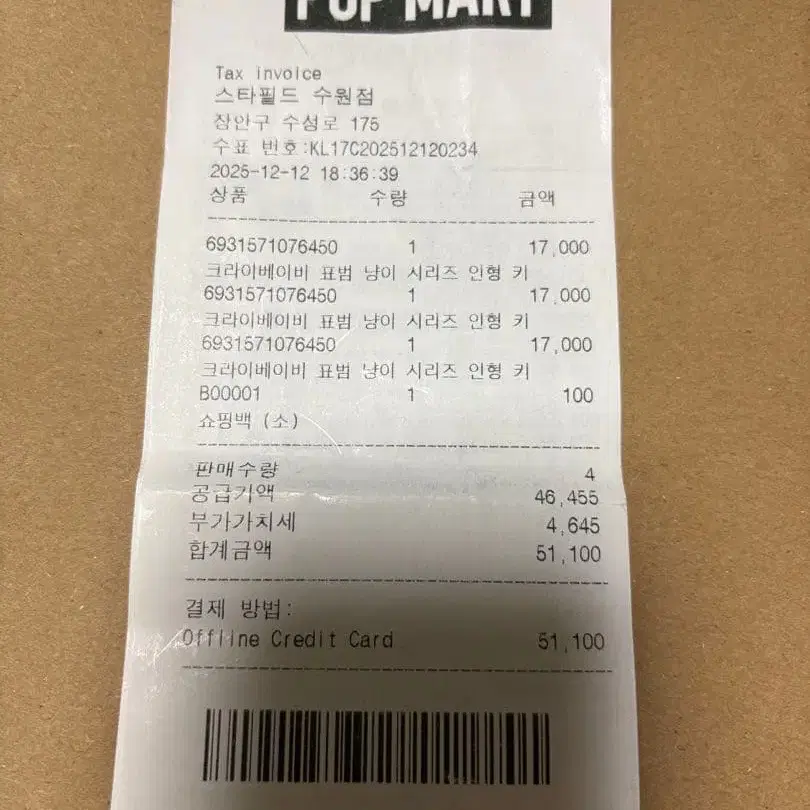 POP MART
Tax invoice
스타필드 수원점
장안구 수성로 175
수표 번호:KL17C202512120234
2025-12-12 18:36:39
상품 수량 금액
6931571076450 1 17,000
크라이베이비 표범 냥이 시리즈 인형 키
6931571076450 1 17,000
크라이베이비 표범 냥이 시리즈 인형 키
6931571076450 1 17,000
크라이베이비 표범 냥이 시리즈 인형 키
B00001 1 100
쇼핑백 (소)
판매수량 4
공급가액 46,455
부가가치세 4,645
합계금액 51,100
결제 방법:
Offline Credit Card 51,100